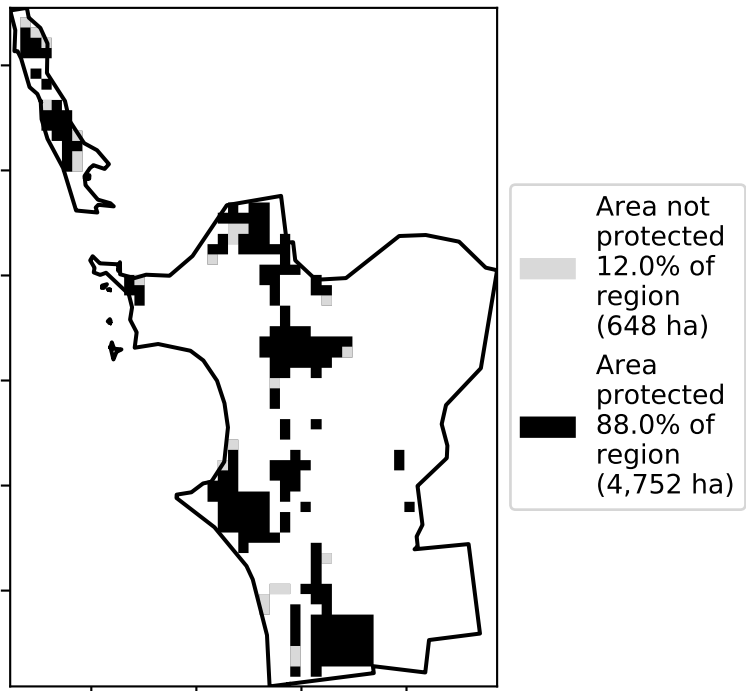 Area not
protected
12.0% of
region
(648 ha)
Area
protected
88.0% of
region
(4,752 ha)